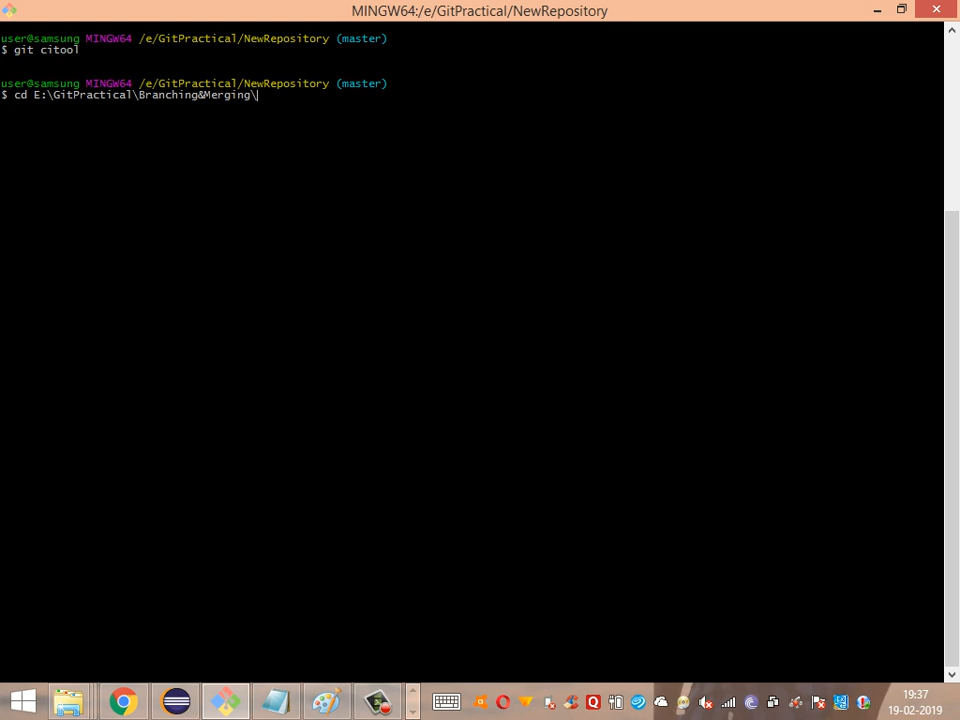 MINGW64:/e/GitPractical/NewRepository
user@samsung MINGW64 /e/GitPractical/NewRepository (master)
$ git citool
user@samsung MINGW64 /e/GitPractical/NewRepository (master)
$ cd E:\GitPractical\Branching&Merging\
19:37
19-02-2019